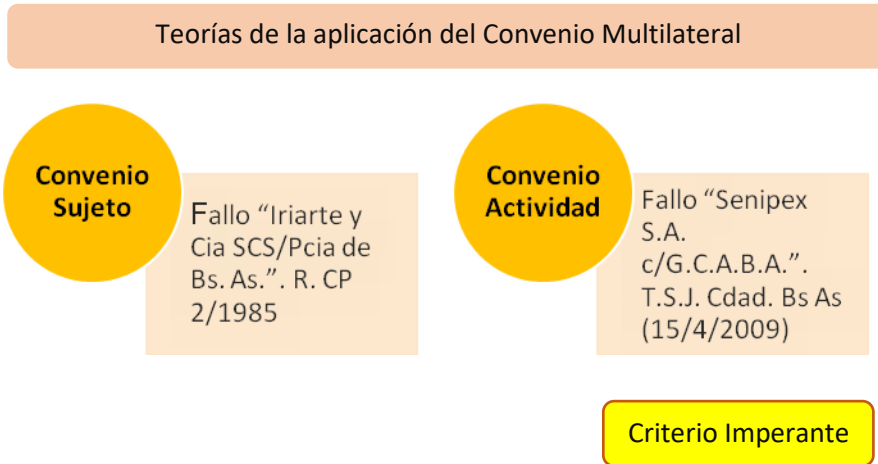 Teorías de la aplicación del Convenio Multilateral
Convenio
Sujeto
Fallo “Iriarte y
Cia SCS/Pcia de
Bs. As.”. R. CP
2/1985
Convenio
Actividad
Fallo “Senipex
S.A.
c/G.C.A.B.A.”.
T.S.J. Cdad. Bs As
(15/4/2009)
Criterio Imperante